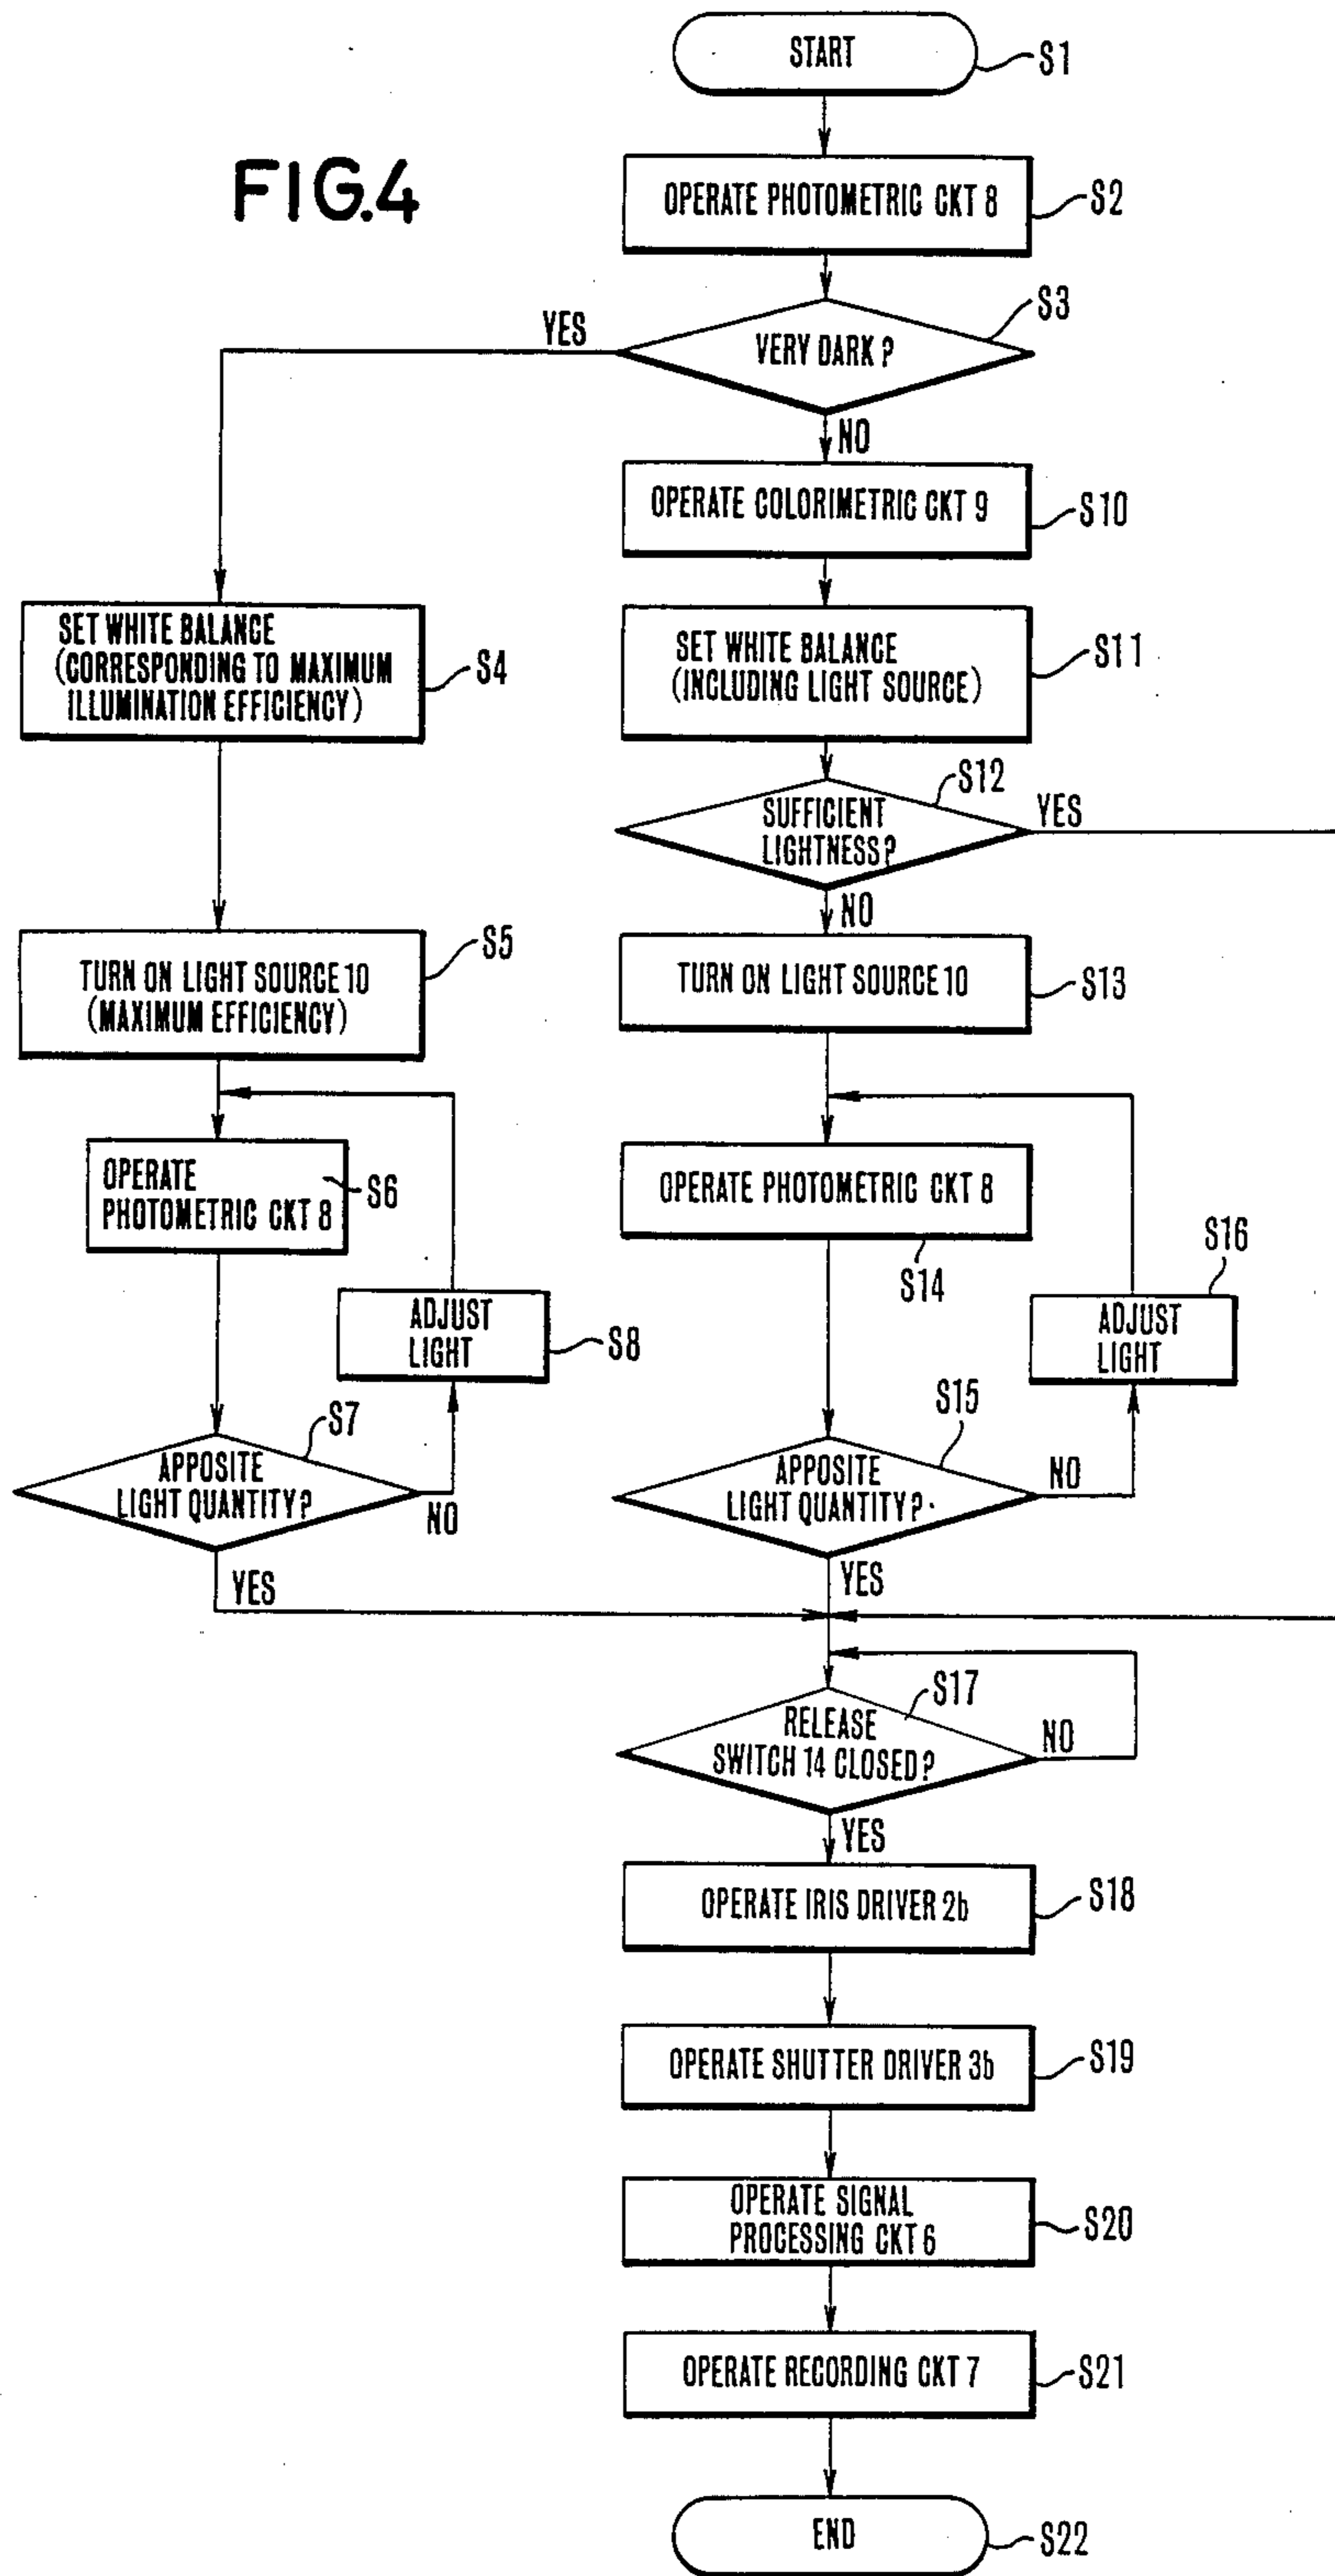 START
S1
FIG.4
OPERATE PHOTOMETRIC CKT 8
S2
S3
YES
VERY DARK ?
NO
OPERATE COLORIMETRIC CKT 9
S10
SET WHITE BALANCE
(CORRESPONDING TO MAXIMUM
ILLUMINATION EFFICIENCY)
S4
SET WHITE BALANCE
(INCLUDING LIGHT SOURCE)
S11
S12
SUFFICIENT
LIGHTNESS?
YES
NO
TURN ON LIGHT SOURCE 10
(MAXIMUM EFFICIENCY)
S5
TURN ON LIGHT SOURCE 10
S13
OPERATE
PHOTOMETRIC CKT 8
S6
OPERATE PHOTOMETRIC CKT 8
S14
S16
ADJUST
LIGHT
S8
ADJUST
LIGHT
S7
APPOSITE
LIGHT QUANTITY?
NO
YES
S15
APPOSITE
LIGHT QUANTITY?
NO
YES
S17
RELEASE
SWITCH 14 CLOSED?
NO
YES
OPERATE IRIS DRIVER 2b
S18
OPERATE SHUTTER DRIVER 3b
S19
OPERATE SIGNAL
PROCESSING CKT 6
S20
OPERATE RECORDING CKT 7
S21
END
S22